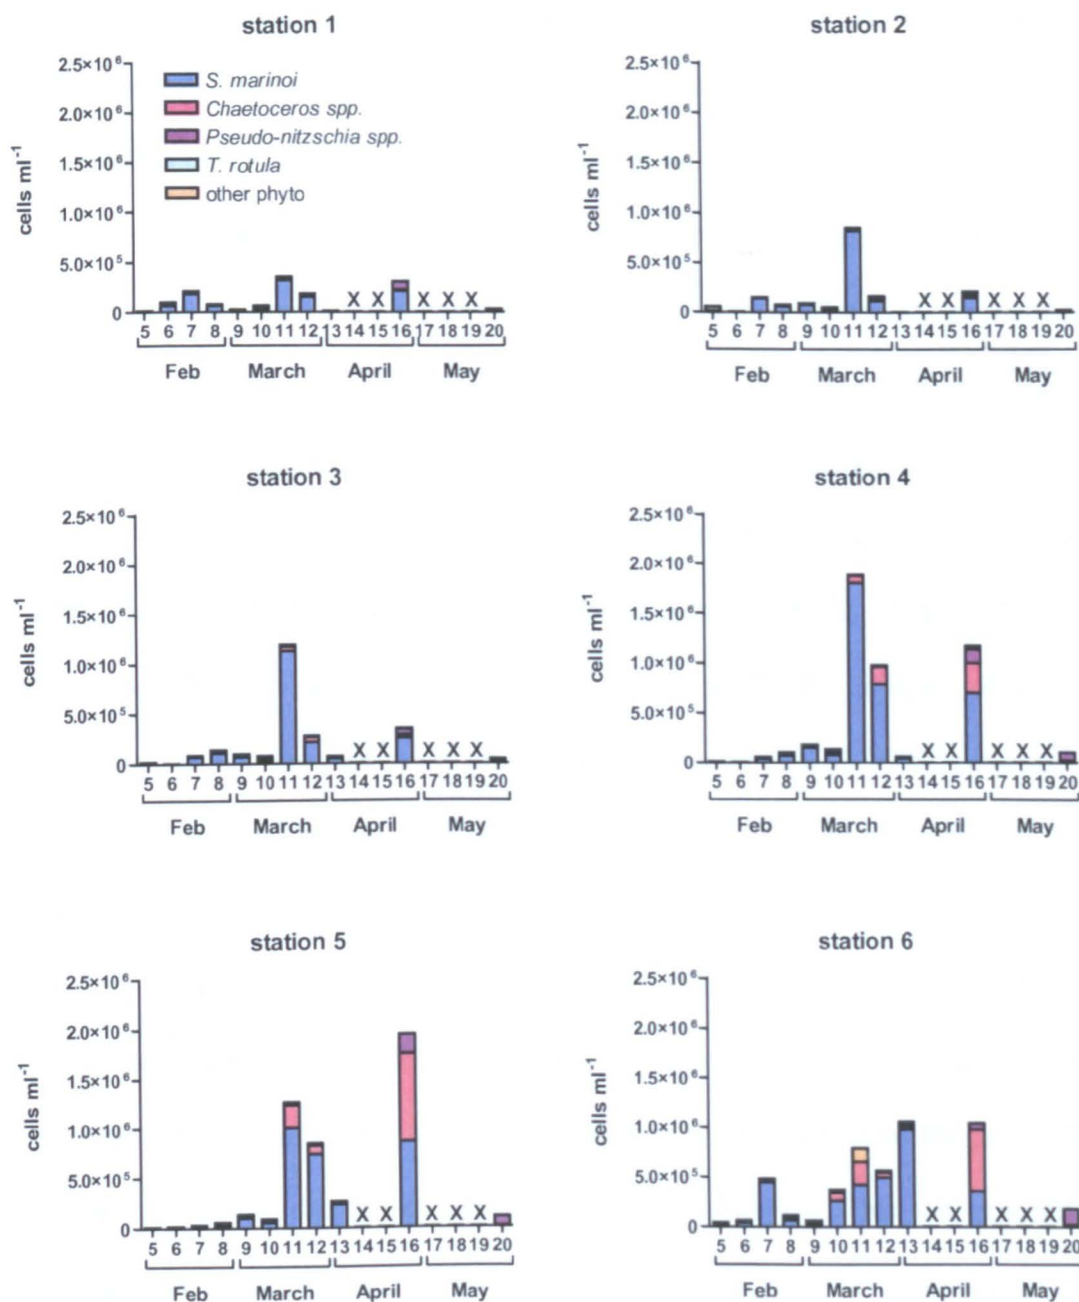 station 1
2.5×10⁶
2.0×10⁶
1.5×10⁶
1.0×10⁶
5.0×10⁵
0
cells ml⁻¹
S. marinoi
Chaetoceros spp.
Pseudo-nitzschia spp.
T. rotula
other phyto
X X X X X
5 6 7 8 9 10 11 12 13 14 15 16 17 18 19 20
Feb March April May
station 2
2.5×10⁶
2.0×10⁶
1.5×10⁶
1.0×10⁶
5.0×10⁵
0
cells ml⁻¹
X X X X X
5 6 7 8 9 10 11 12 13 14 15 16 17 18 19 20
Feb March April May
station 3
2.5×10⁶
2.0×10⁶
1.5×10⁶
1.0×10⁶
5.0×10⁵
0
cells ml⁻¹
X X X X X
5 6 7 8 9 10 11 12 13 14 15 16 17 18 19 20
Feb March April May
station 4
2.5×10⁶
2.0×10⁶
1.5×10⁶
1.0×10⁶
5.0×10⁵
0
cells ml⁻¹
X X X X X
5 6 7 8 9 10 11 12 13 14 15 16 17 18 19 20
Feb March April May
station 5
2.5×10⁶
2.0×10⁶
1.5×10⁶
1.0×10⁶
5.0×10⁵
0
cells ml⁻¹
X X X X X
5 6 7 8 9 10 11 12 13 14 15 16 17 18 19 20
Feb March April May
station 6
2.5×10⁶
2.0×10⁶
1.5×10⁶
1.0×10⁶
5.0×10⁵
0
cells ml⁻¹
X X X X X
5 6 7 8 9 10 11 12 13 14 15 16 17 18 19 20
Feb March April May